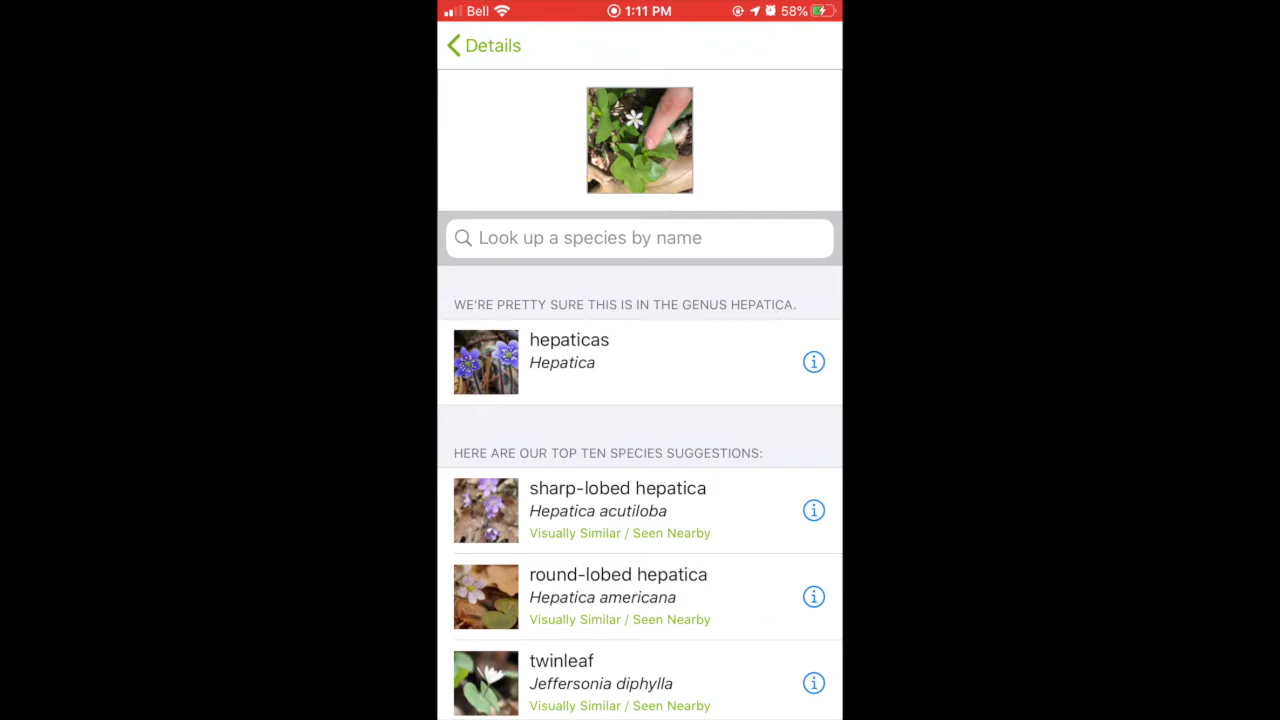 Bell 1:11 PM 58%
Details
Look up a species by name
WE'RE PRETTY SURE THIS IS IN THE GENUS HEPATICA.
hepaticas
Hepatica
HERE ARE OUR TOP TEN SPECIES SUGGESTIONS:
sharp-lobed hepatica
Hepatica acutiloba
Visually Similar / Seen Nearby
round-lobed hepatica
Hepatica americana
Visually Similar / Seen Nearby
twinleaf
Jeffersonia diphylla
Visually Similar / Seen Nearby